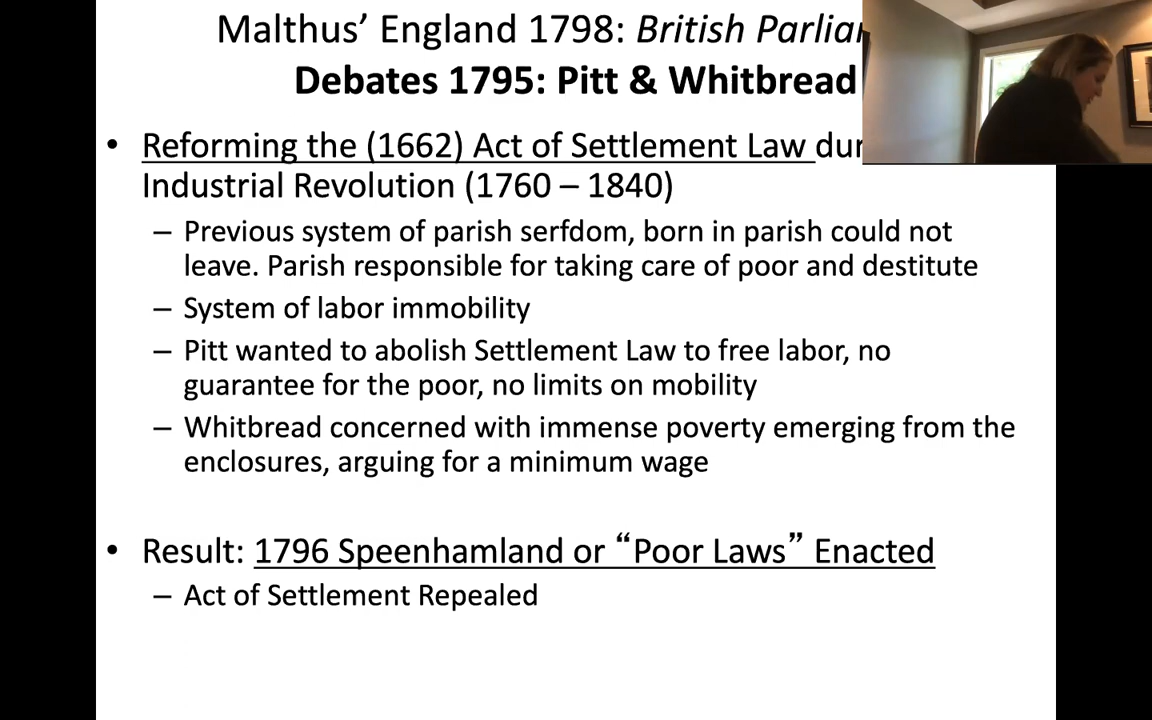 Malthus’ England 1798: British Parliar
Debates 1795: Pitt & Whitbread
• Reforming the (1662) Act of Settlement Law dur
Industrial Revolution (1760 – 1840)
– Previous system of parish serfdom, born in parish could not
leave. Parish responsible for taking care of poor and destitute
– System of labor immobility
– Pitt wanted to abolish Settlement Law to free labor, no
guarantee for the poor, no limits on mobility
– Whitbread concerned with immense poverty emerging from the
enclosures, arguing for a minimum wage
• Result: 1796 Speenhamland or “Poor Laws” Enacted
– Act of Settlement Repealed